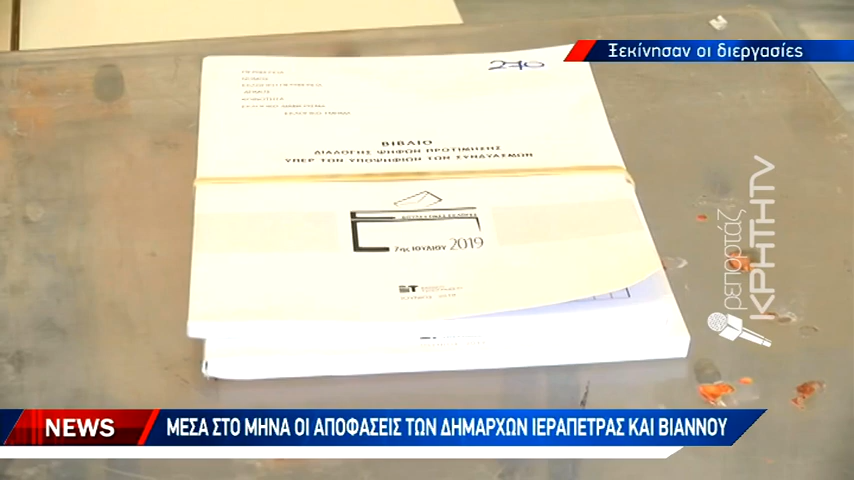 Ξεκίνησαν οι διεργασίες
270
ΒΙΒΛΙΟ
ΔΙΑΛΟΓΗΣ ΨΗΦΩΝ ΠΡΟΤΙΜΗΣΗΣ
ΥΠΕΡ ΤΩΝ ΥΠΟΨΗΦΙΩΝ ΤΩΝ ΣΥΝΔΥΑΣΜΩΝ
7ης ΙΟΥΛΙΟΥ 2019
ρεπορτάζ
ΚΡΗΤΗTV
NEWS ΜΕΣΑ ΣΤΟ ΜΗΝΑ ΟΙ ΑΠΟΦΑΣΕΙΣ ΤΩΝ ΔΗΜΑΡΧΩΝ ΙΕΡΑΠΕΤΡΑΣ ΚΑΙ ΒΙΑΝΝΟΥ